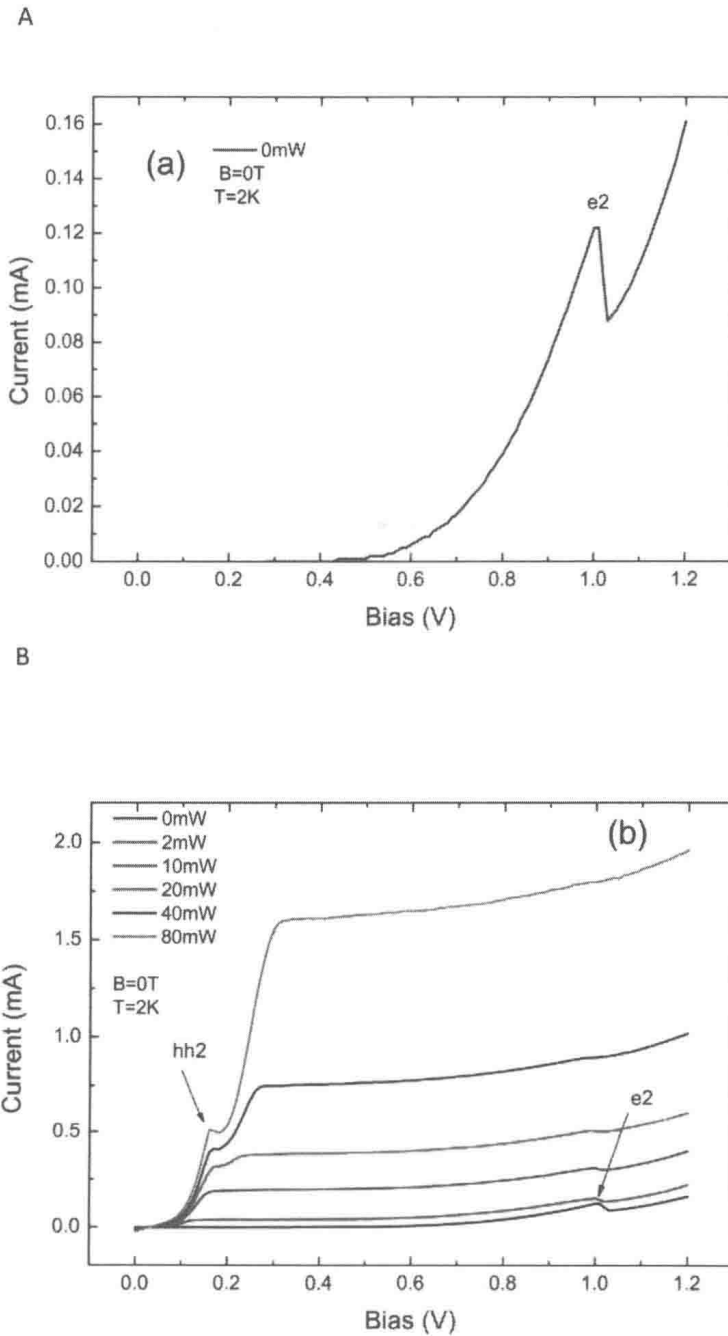 A
(a)
0mW
B=0T
T=2K
e2
0.16
0.14
0.12
0.10
0.08
0.06
0.04
0.02
0.00
Current (mA)
0.0 0.2 0.4 0.6 0.8 1.0 1.2
Bias (V)
B
(b)
0mW
2mW
10mW
20mW
40mW
80mW
B=0T
T=2K
hh2
e2
2.0
1.5
1.0
0.5
0.0
Current (mA)
0.0 0.2 0.4 0.6 0.8 1.0 1.2
Bias (V)